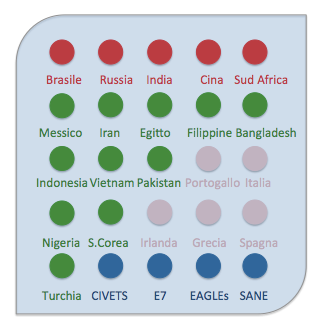 Brasile Russia India Cina Sud Africa
Messico Iran Egitto Filippine Bangladesh
Indonesia Vietnam Pakistan Portogallo Italia
Nigeria S.Corea Irlanda Grecia Spagna
Turchia CIVETS E7 EAGLEs SANE